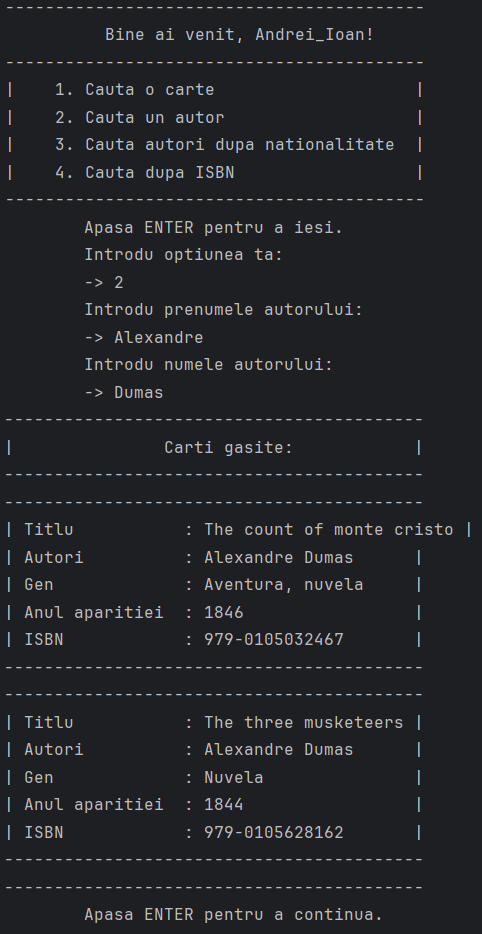 ------------------------------------------
          Bine ai venit, Andrei_Ioan!
------------------------------------------
|    1. Cauta o carte                    |
|    2. Cauta un autor                   |
|    3. Cauta autori dupa nationalitate  |
|    4. Cauta dupa ISBN                  |
------------------------------------------
        Apasa ENTER pentru a iesi.
        Introdu optiunea ta:
        -> 2
        Introdu prenumele autorului:
        -> Alexandre
        Introdu numele autorului:
        -> Dumas
------------------------------------------
|               Carti gasite:            |
------------------------------------------
------------------------------------------
| Titlu           : The count of monte cristo |
| Autori          : Alexandre Dumas      |
| Gen             : Aventura, nuvela     |
| Anul aparitiei  : 1846                 |
| ISBN            : 979-0105032467       |
------------------------------------------
------------------------------------------
| Titlu           : The three musketeers |
| Autori          : Alexandre Dumas      |
| Gen             : Nuvela               |
| Anul aparitiei  : 1844                 |
| ISBN            : 979-0105628162       |
------------------------------------------
------------------------------------------
        Apasa ENTER pentru a continua.